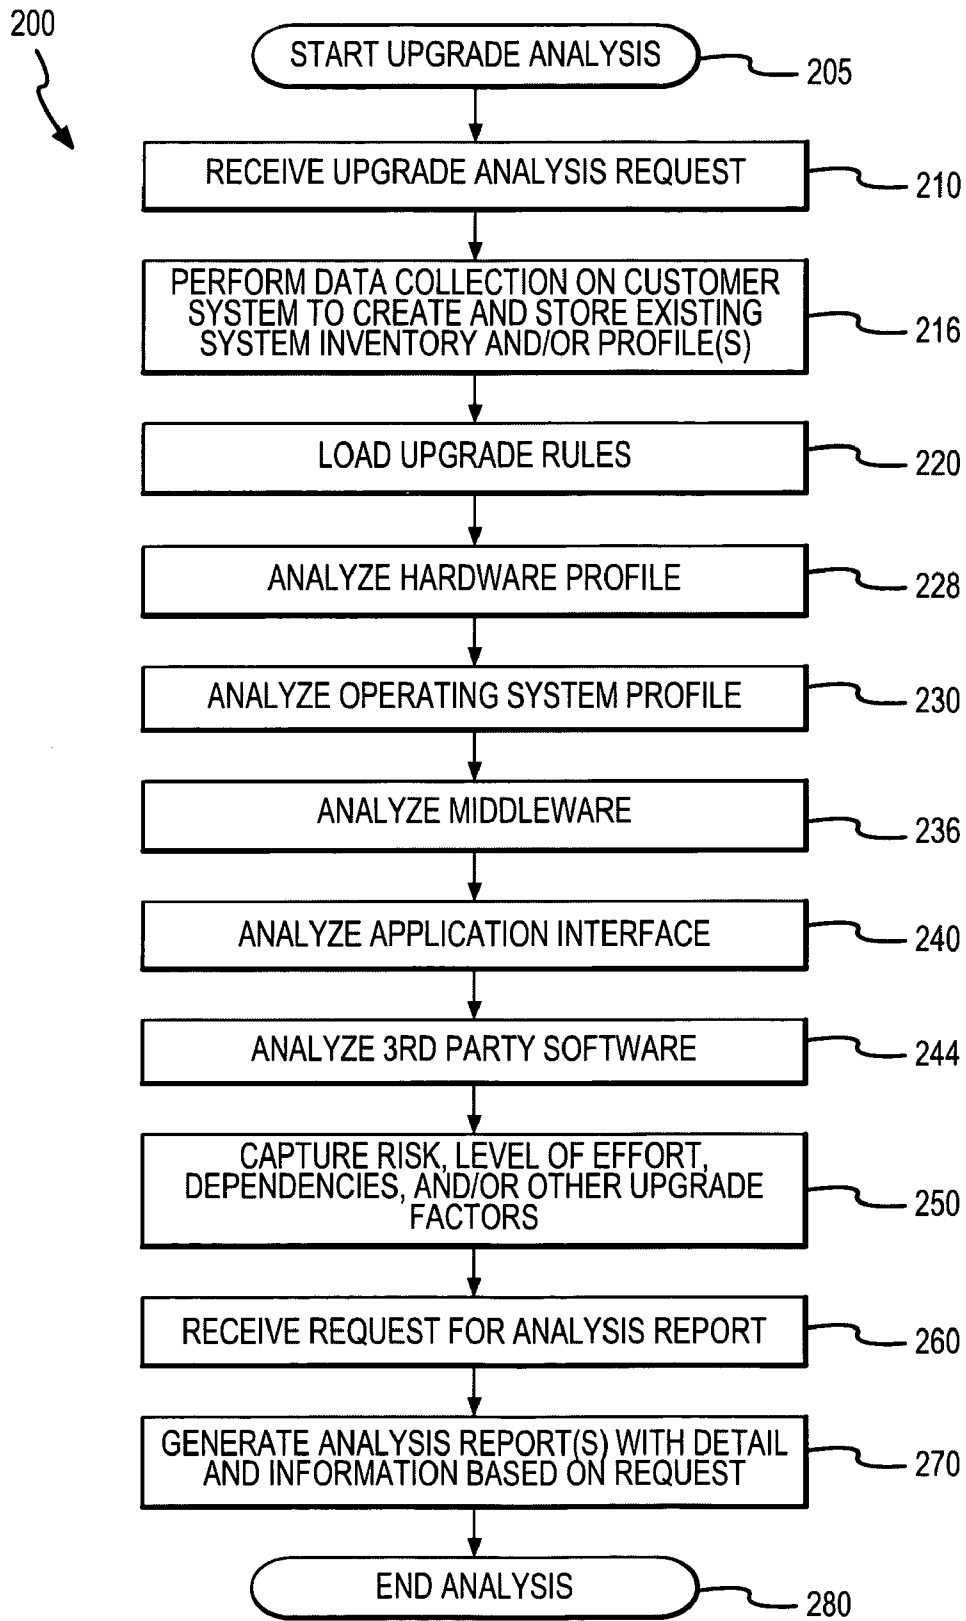 200
START UPGRADE ANALYSIS
205
RECEIVE UPGRADE ANALYSIS REQUEST
210
PERFORM DATA COLLECTION ON CUSTOMER
SYSTEM TO CREATE AND STORE EXISTING
SYSTEM INVENTORY AND/OR PROFILE(S)
216
LOAD UPGRADE RULES
220
ANALYZE HARDWARE PROFILE
228
ANALYZE OPERATING SYSTEM PROFILE
230
ANALYZE MIDDLEWARE
236
ANALYZE APPLICATION INTERFACE
240
ANALYZE 3RD PARTY SOFTWARE
244
CAPTURE RISK, LEVEL OF EFFORT,
DEPENDENCIES, AND/OR OTHER UPGRADE
FACTORS
250
RECEIVE REQUEST FOR ANALYSIS REPORT
260
GENERATE ANALYSIS REPORT(S) WITH DETAIL
AND INFORMATION BASED ON REQUEST
270
END ANALYSIS
280